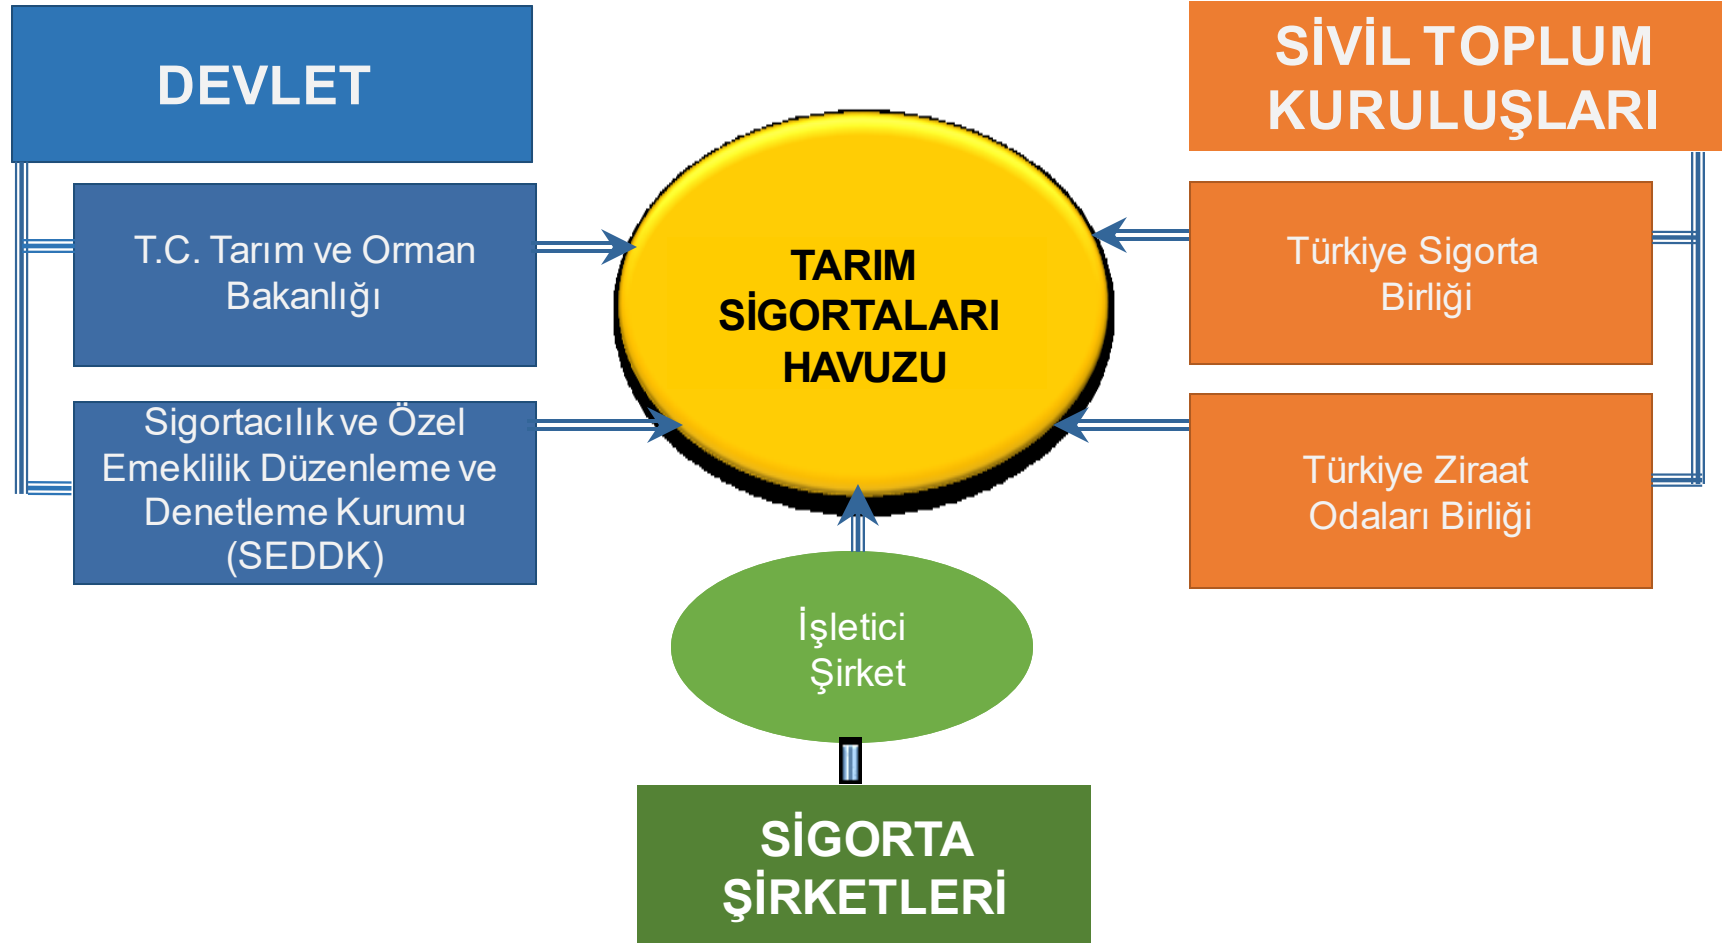 DEVLET
T.C. Tarım ve Orman
Bakanlığı
Sigortacılık ve Özel
Emeklilik Düzenleme ve
Denetleme Kurumu
(SEDDK)
TARIM
SİGORTALARI
HAVUZU
İşletici
Şirket
SİGORTA
ŞİRKETLERİ
SİVİL TOPLUM
KURULUŞLARI
Türkiye Sigorta
Birliği
Türkiye Ziraat
Odaları Birliği